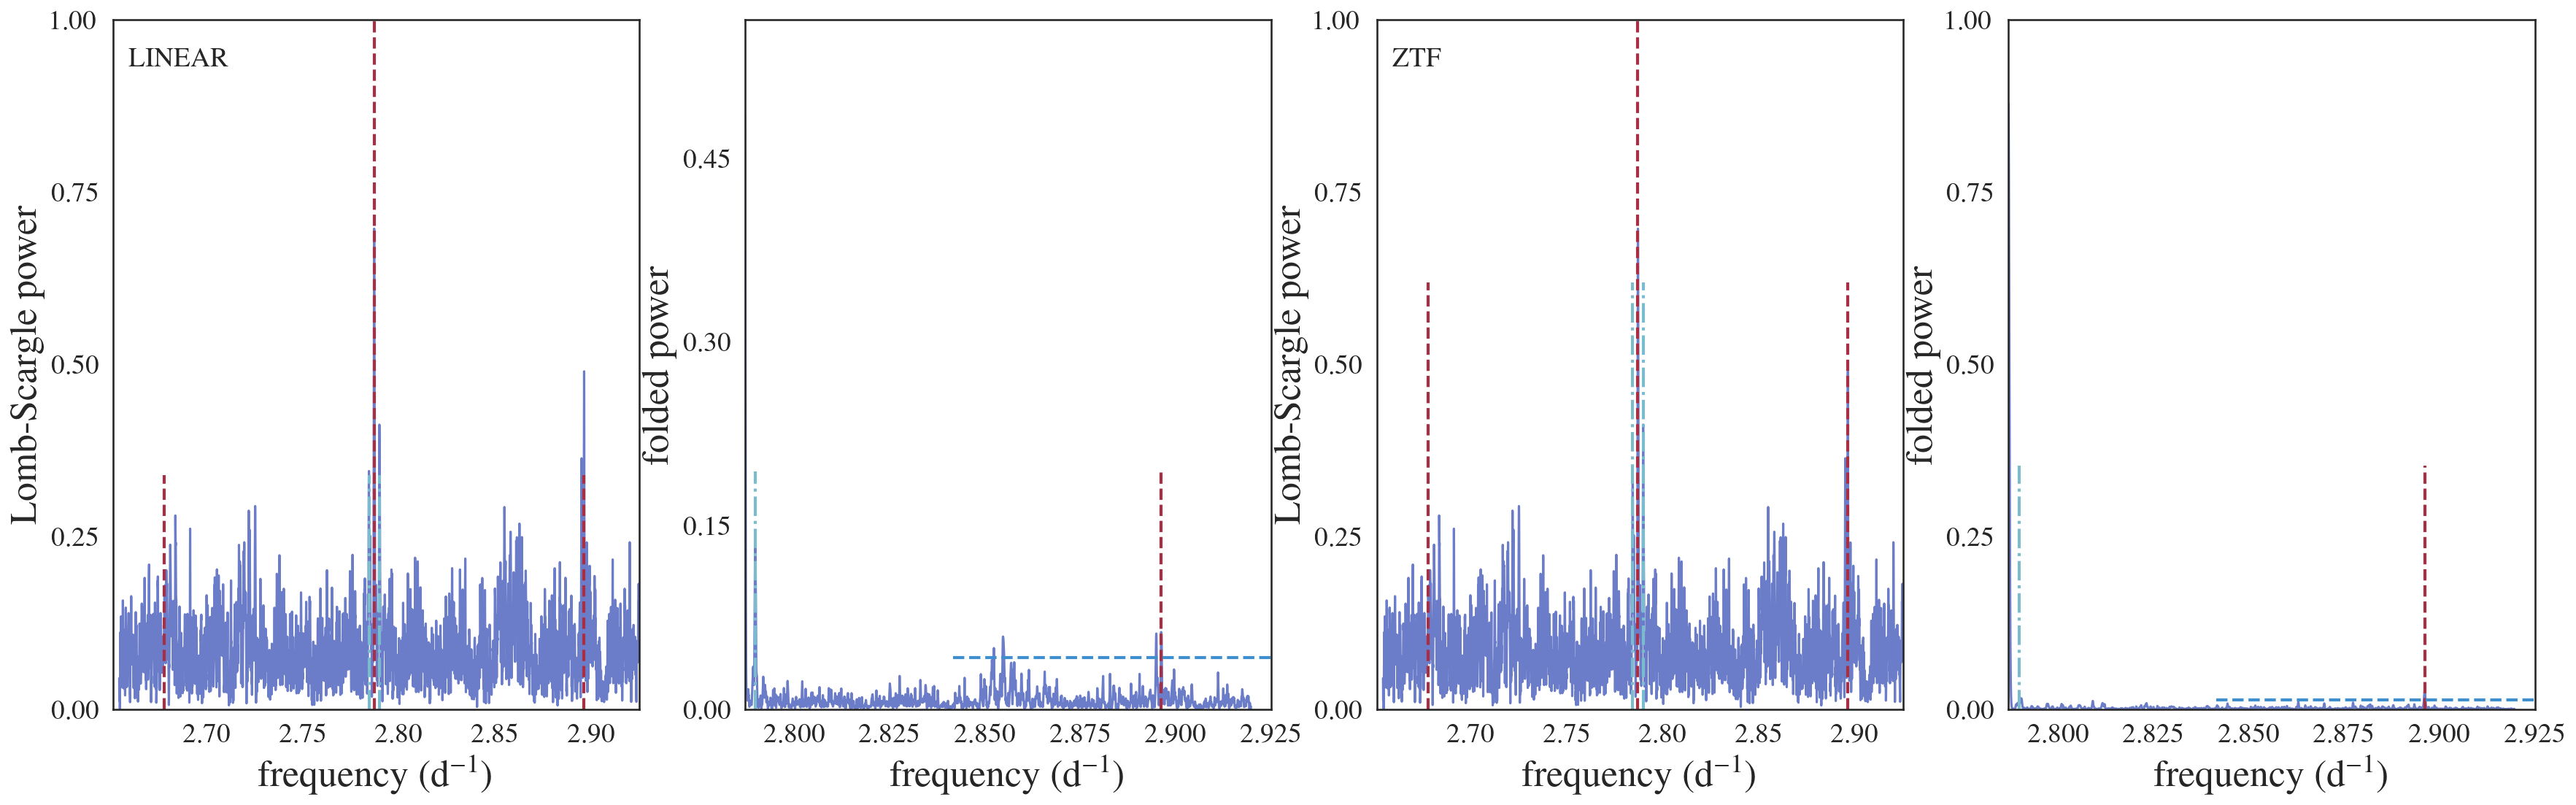 LINEAR
Lomb-Scargle power
1.00
0.75
0.50
0.25
0.00
2.70 2.75 2.80 2.85 2.90
frequency (d⁻¹)
folded power
0.45
0.30
0.15
0.00
2.800 2.825 2.850 2.875 2.900 2.925
frequency (d⁻¹)
ZTF
Lomb-Scargle power
1.00
0.75
0.50
0.25
0.00
2.70 2.75 2.80 2.85 2.90
frequency (d⁻¹)
folded power
1.00
0.75
0.50
0.25
0.00
2.800 2.825 2.850 2.875 2.900 2.925
frequency (d⁻¹)